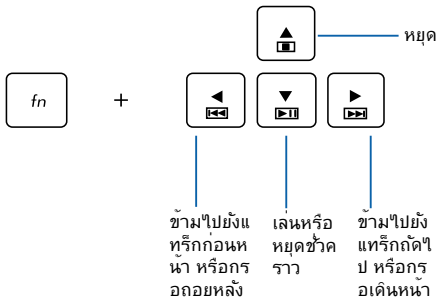 หยุด
fn
+
ข้ามไปยังแ
ทร็กก่อนห
น้า หรือกร
อถอยหลัง
เล่นหรือ
หยุดชั่วค
ราว
ข้ามไปยัง
แทร็กถัดไ
ป หรือกร
อเดินหน้า